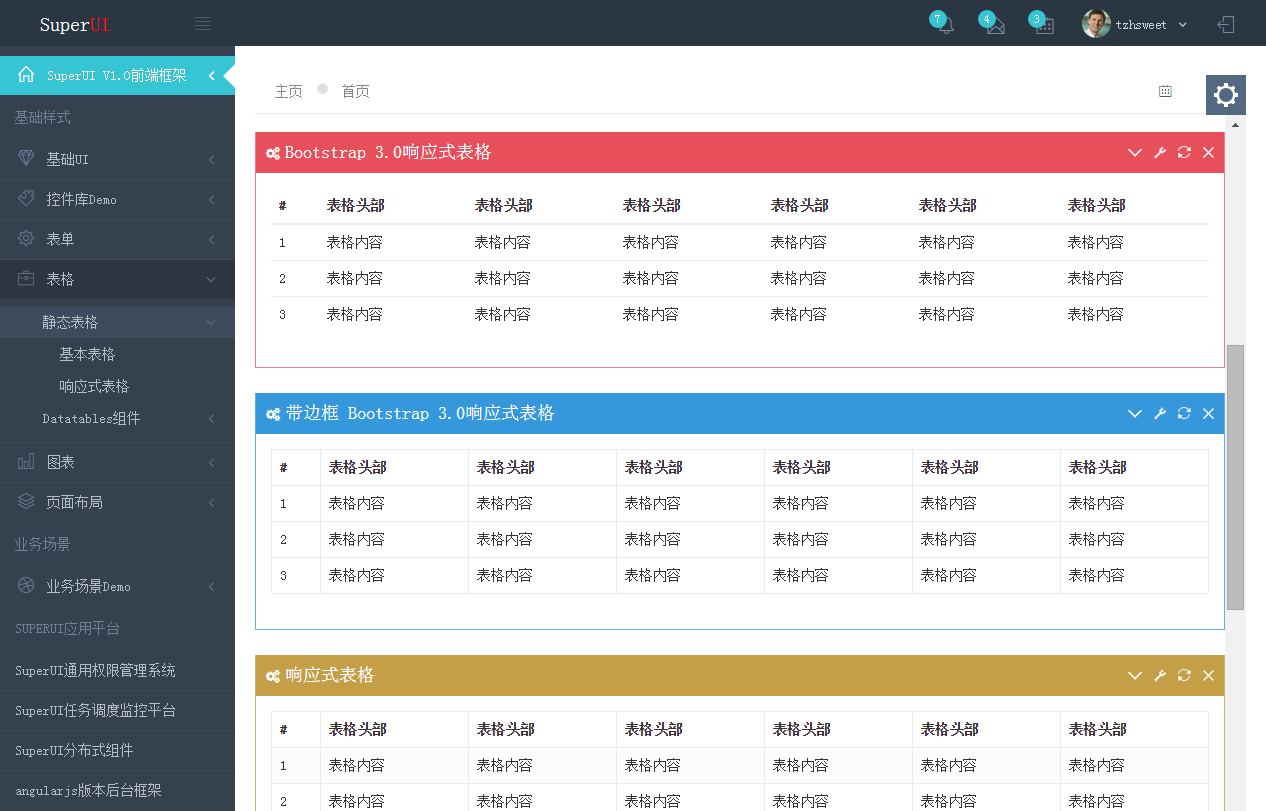 SuperUI
7
4
3
tzhsweet
SuperUI V1.0前端框架
基础样式
基础UI
控件库Demo
表单
表格
静态表格
基本表格
响应式表格
Datatables组件
图表
页面布局
业务场景
业务场景Demo
SUPERUI应用平台
SuperUI通用权限管理系统
SuperUI任务调度监控平台
SuperUI分布式组件
angularjs版本后台框架
主页 首页
Bootstrap 3.0响应式表格
# 表格头部 表格头部 表格头部 表格头部 表格头部 表格头部
1 表格内容 表格内容 表格内容 表格内容 表格内容 表格内容
2 表格内容 表格内容 表格内容 表格内容 表格内容 表格内容
3 表格内容 表格内容 表格内容 表格内容 表格内容 表格内容
带边框 Bootstrap 3.0响应式表格
# 表格头部 表格头部 表格头部 表格头部 表格头部 表格头部
1 表格内容 表格内容 表格内容 表格内容 表格内容 表格内容
2 表格内容 表格内容 表格内容 表格内容 表格内容 表格内容
3 表格内容 表格内容 表格内容 表格内容 表格内容 表格内容
响应式表格
# 表格头部 表格头部 表格头部 表格头部 表格头部 表格头部
1 表格内容 表格内容 表格内容 表格内容 表格内容 表格内容
2 表格内容 表格内容 表格内容 表格内容 表格内容 表格内容